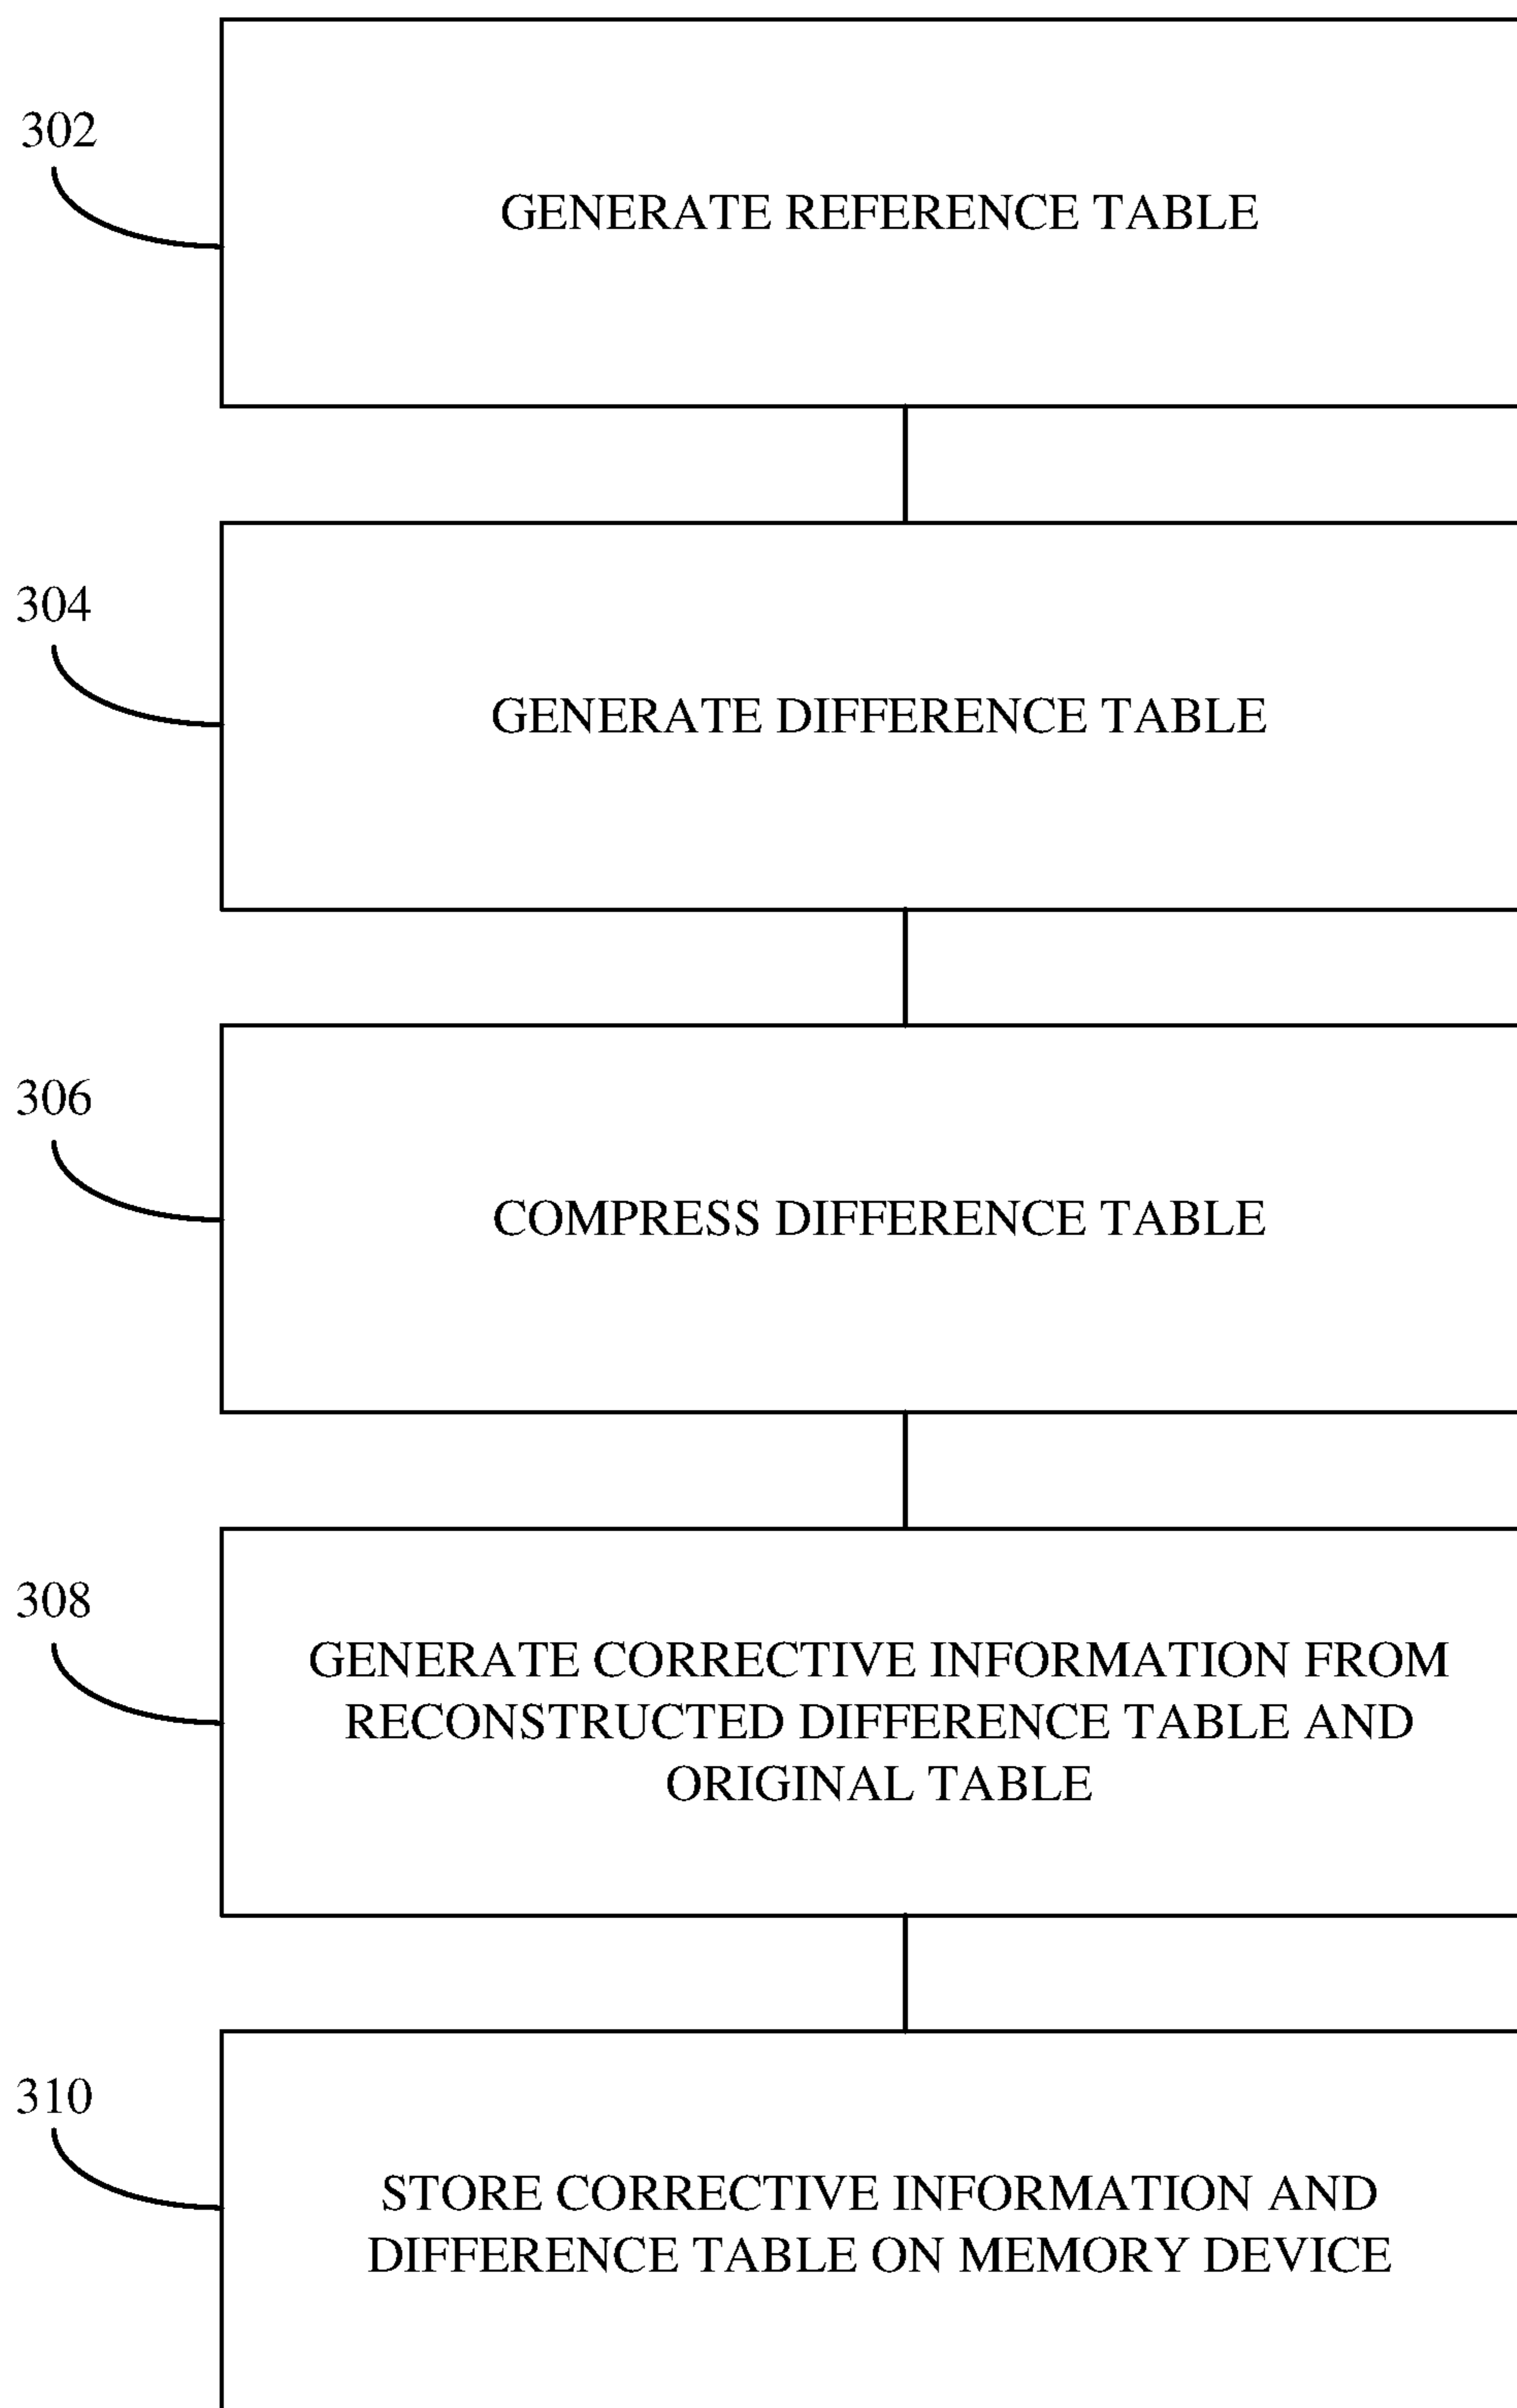 302
GENERATE REFERENCE TABLE
304
GENERATE DIFFERENCE TABLE
306
COMPRESS DIFFERENCE TABLE
308
GENERATE CORRECTIVE INFORMATION FROM
RECONSTRUCTED DIFFERENCE TABLE AND
ORIGINAL TABLE
310
STORE CORRECTIVE INFORMATION AND
DIFFERENCE TABLE ON MEMORY DEVICE